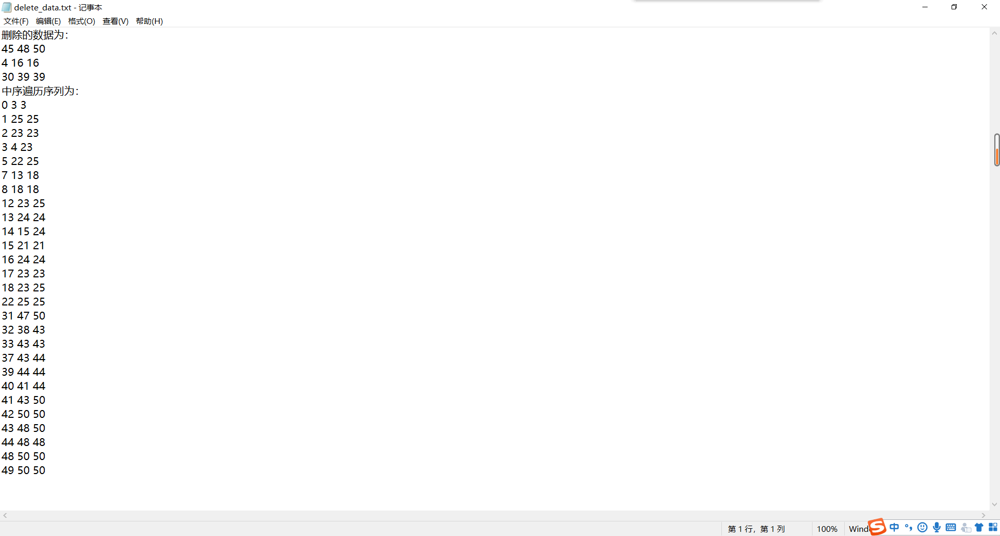 delete_data.txt - 记事本
文件(F) 编辑(E) 格式(O) 查看(V) 帮助(H)
删除的数据为：
45 48 50
4 16 16
30 39 39
中序遍历序列为：
0 3 3
1 25 25
2 23 23
3 4 23
5 22 25
7 13 18
8 18 18
12 23 25
13 24 24
14 15 24
15 21 21
16 24 24
17 23 23
18 23 25
22 25 25
31 47 50
32 38 43
33 43 43
37 43 44
39 44 44
40 41 44
41 43 50
42 50 50
43 48 50
44 48 48
48 50 50
49 50 50
第 1 行，第 1 列 100% Wind 中